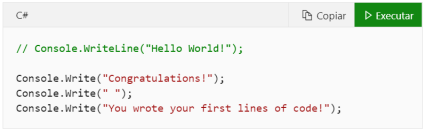 C#
Copiar
Executar
// Console.WriteLine("Hello World!");
Console.Write("Congratulations!");
Console.Write(" ");
Console.Write("You wrote your first lines of code!");